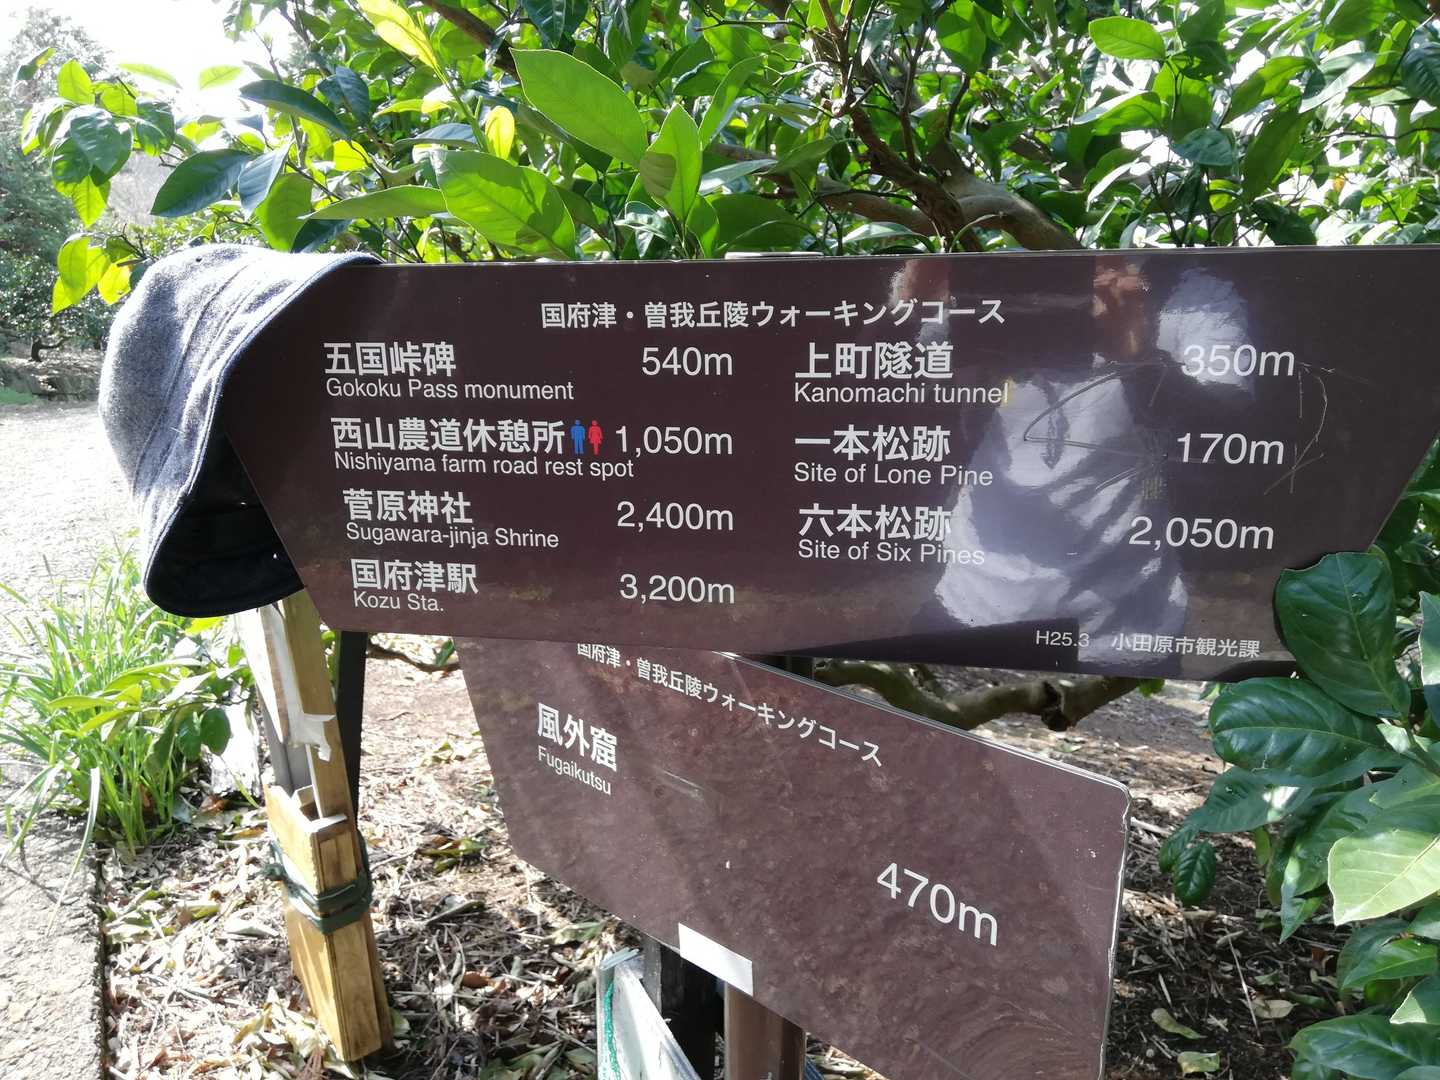 国府津・曽我丘陵ウォーキングコース
五国峠碑 540m
Gokoku Pass monument
西山農道休憩所 1,050m
Nishiyama farm road rest spot
菅原神社 2,400m
Sugawara-jinja Shrine
国府津駅 3,200m
Kozu Sta.
上町隧道 350m
Kanomachi tunnel
一本松跡 170m
Site of Lone Pine
六本松跡 2,050m
Site of Six Pines
H25.3 小田原市観光課
国府津・曽我丘陵ウォーキングコース
風外窟
Fugaikutsu
470m